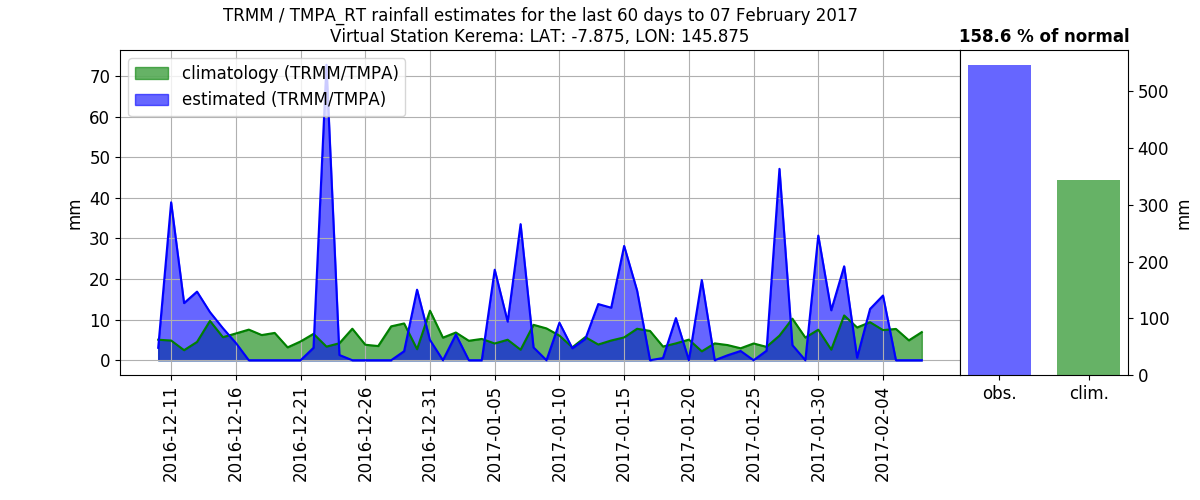 TRMM / TMPA_RT rainfall estimates for the last 60 days to 07 February 2017
Virtual Station Kerema: LAT: -7.875, LON: 145.875
158.6 % of normal
climatology (TRMM/TMPA)
estimated (TRMM/TMPA)
mm
70
60
50
40
30
20
10
0
2016-12-11
2016-12-16
2016-12-21
2016-12-26
2016-12-31
2017-01-05
2017-01-10
2017-01-15
2017-01-20
2017-01-25
2017-01-30
2017-02-04
500
400
300
200
100
0
mm
obs.
clim.